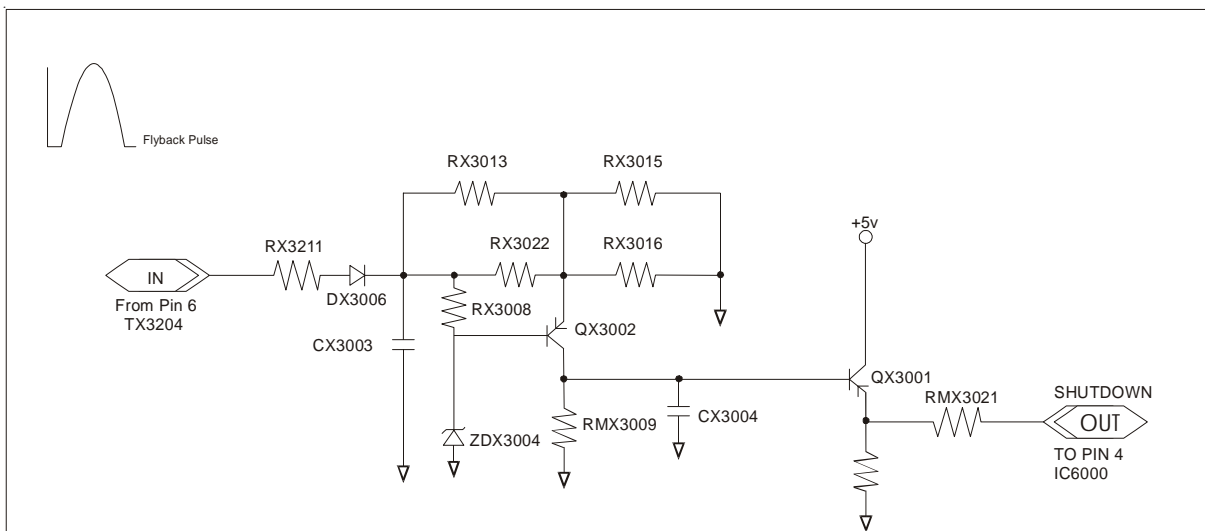 Flyback Pulse
RX3013
RX3015
+5v
RX3211
RX3022
RX3016
IN
DX3006
From Pin 6
TX3204
RX3008
QX3002
CX3003
QX3001
SHUTDOWN
RMX3021
CX3004
OUT
ZDX3004
RMX3009
TO PIN 4
IC6000